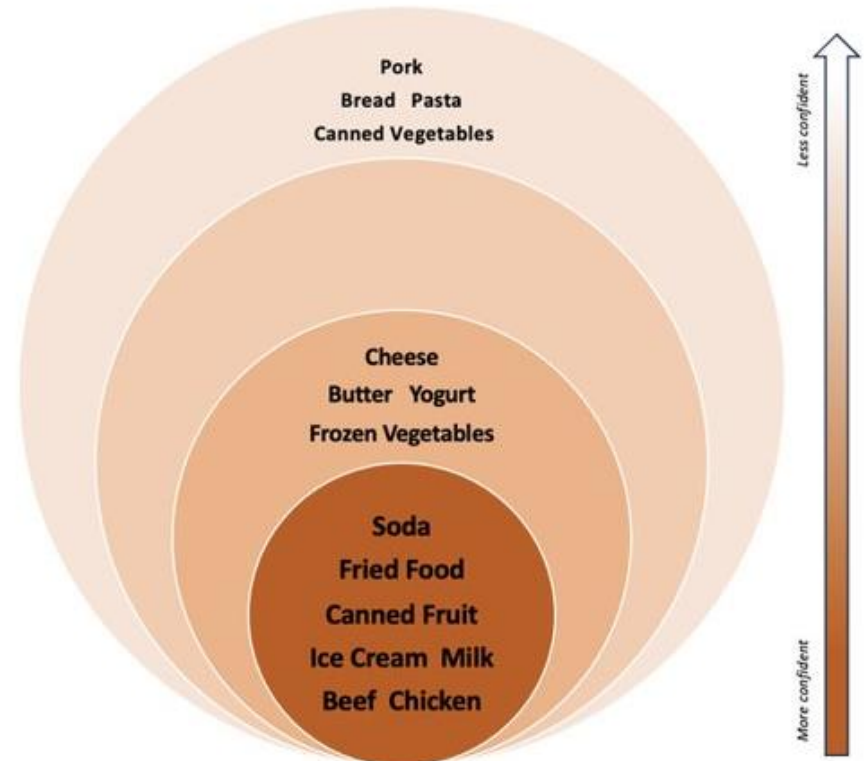 Pork
Bread Pasta
Canned Vegetables
Less confident
Cheese
Butter Yogurt
Frozen Vegetables
Soda
Fried Food
Canned Fruit
Ice Cream Milk
Beef Chicken
More confident